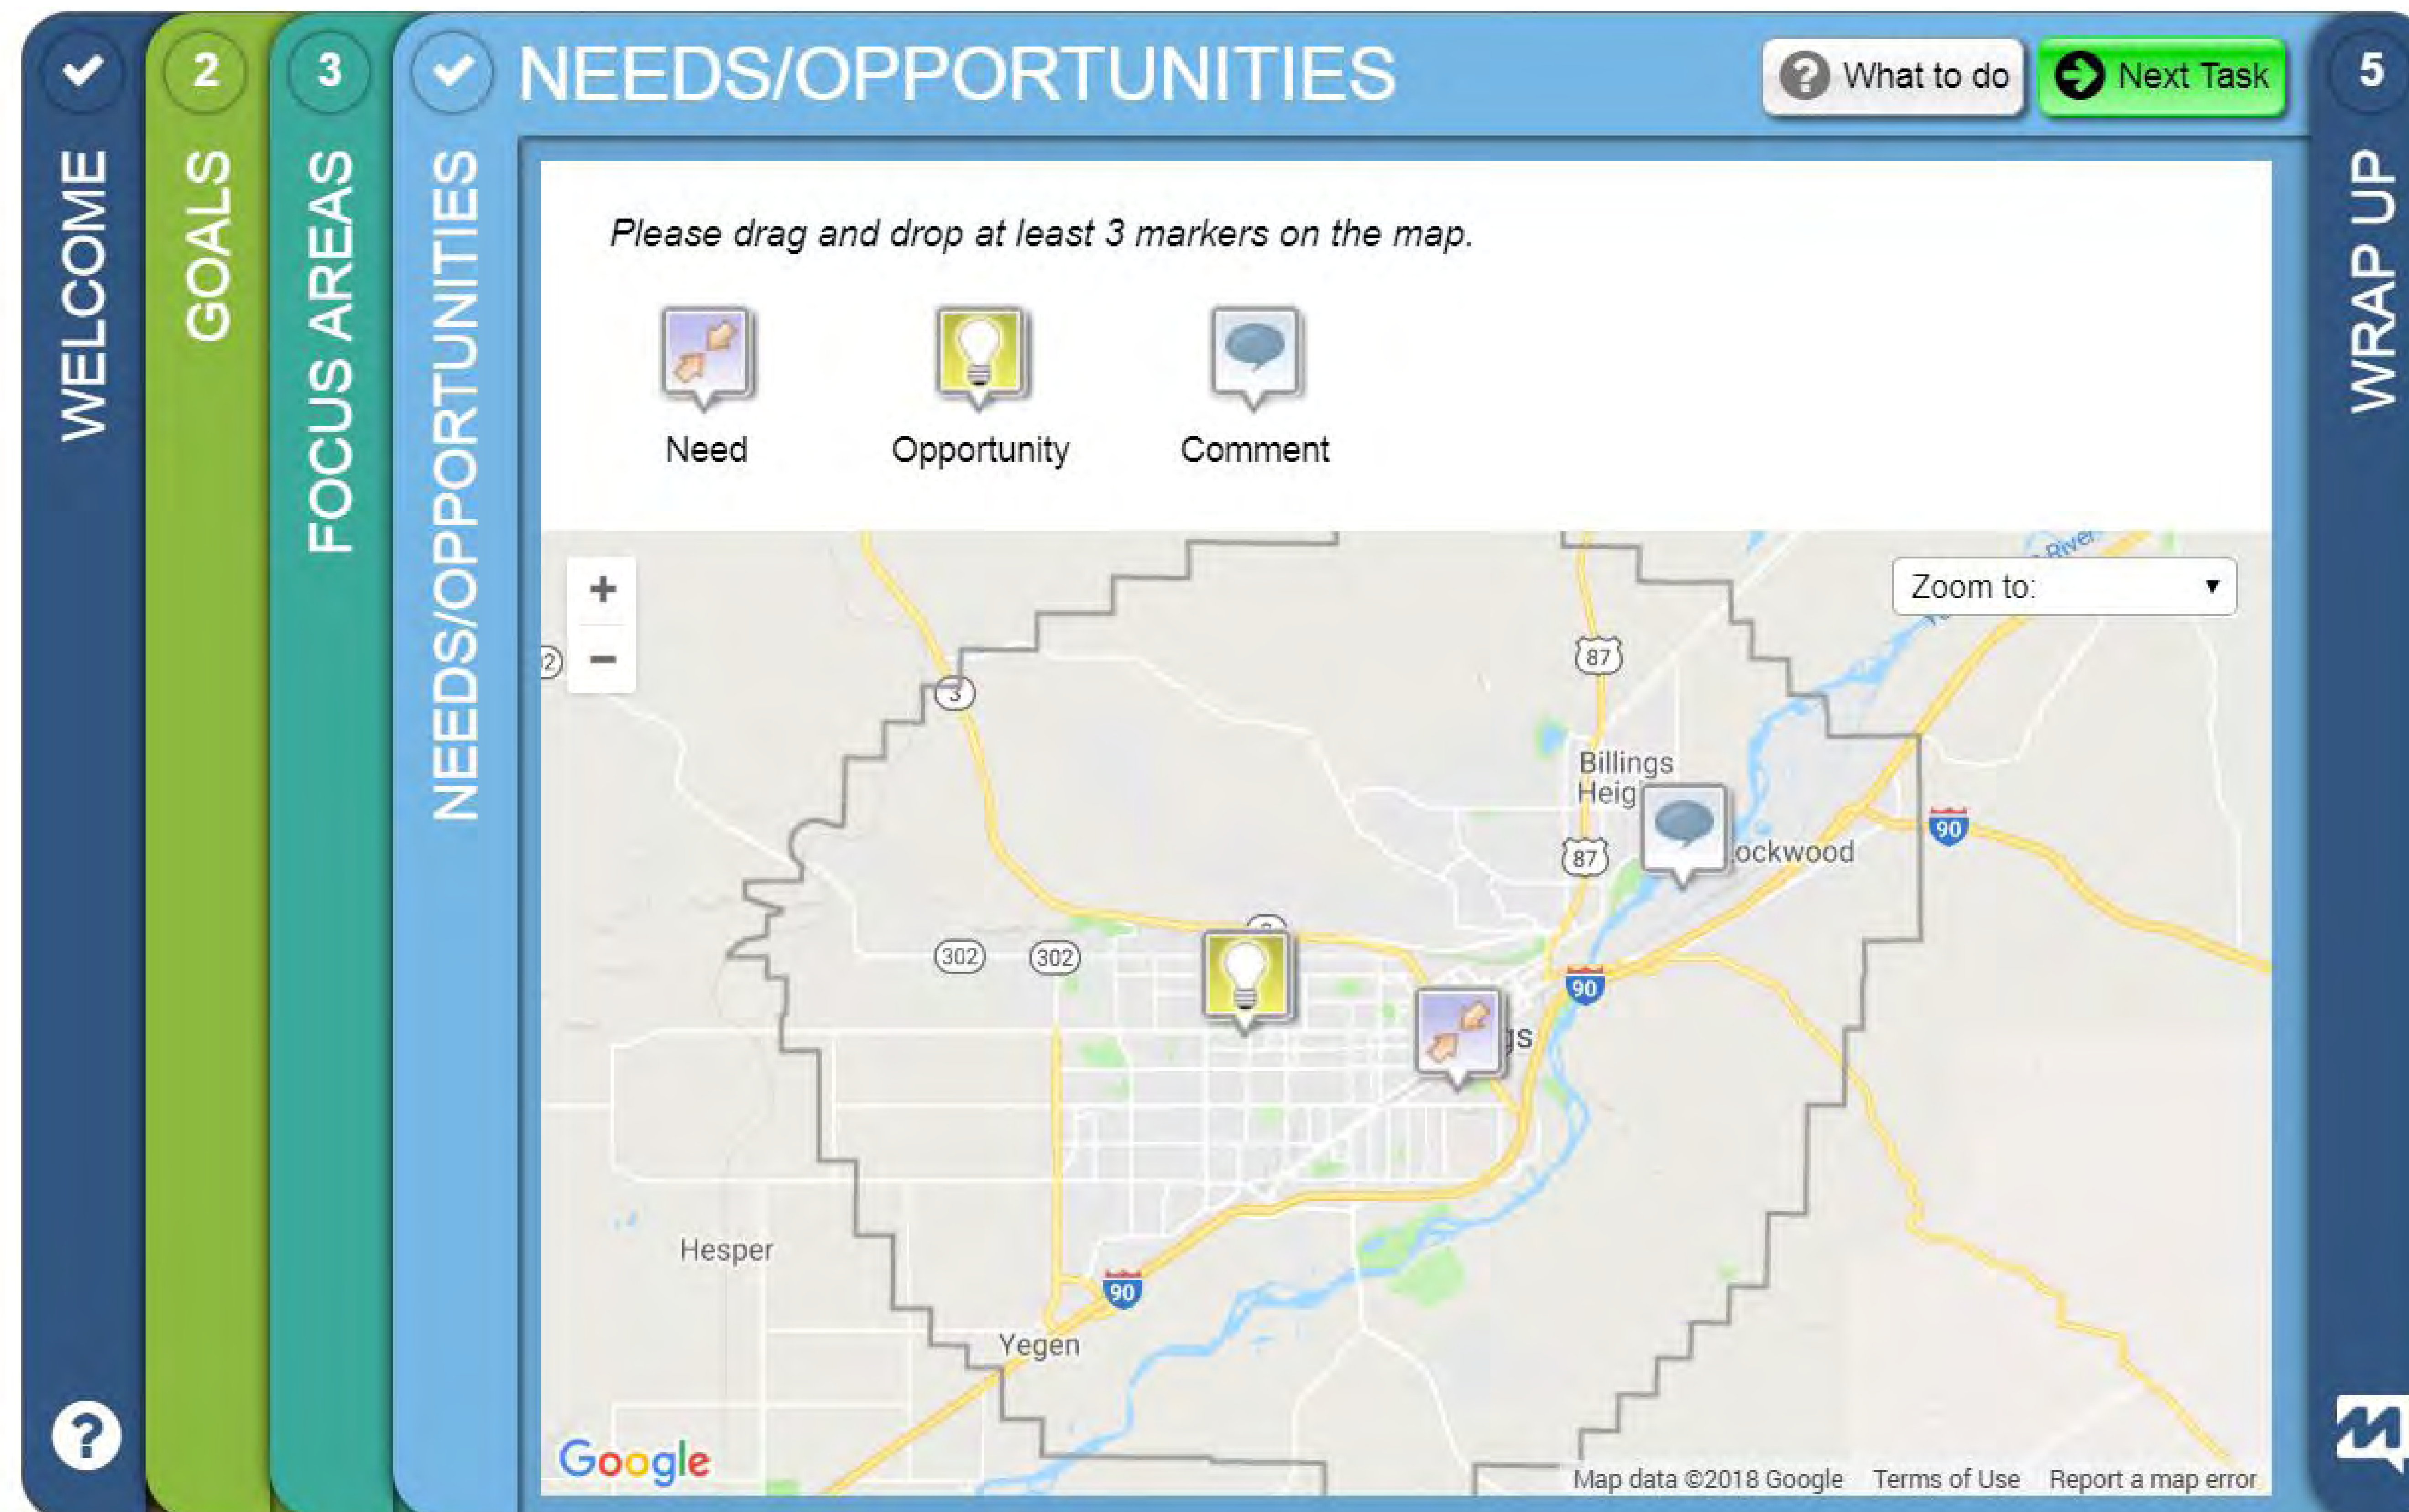 WELCOME
2
GOALS
3
FOCUS AREAS
NEEDS/OPPORTUNITIES
NEEDS/OPPORTUNITIES
? What to do
Next Task
5
WRAP UP
Please drag and drop at least 3 markers on the map.
Need
Opportunity
Comment
+
−
Zoom to:
River
87
3
Billings
Heig
87
ockwood
90
302
302
90
gs
Hesper
90
Yegen
?
Google
Map data ©2018 Google
Terms of Use
Report a map error